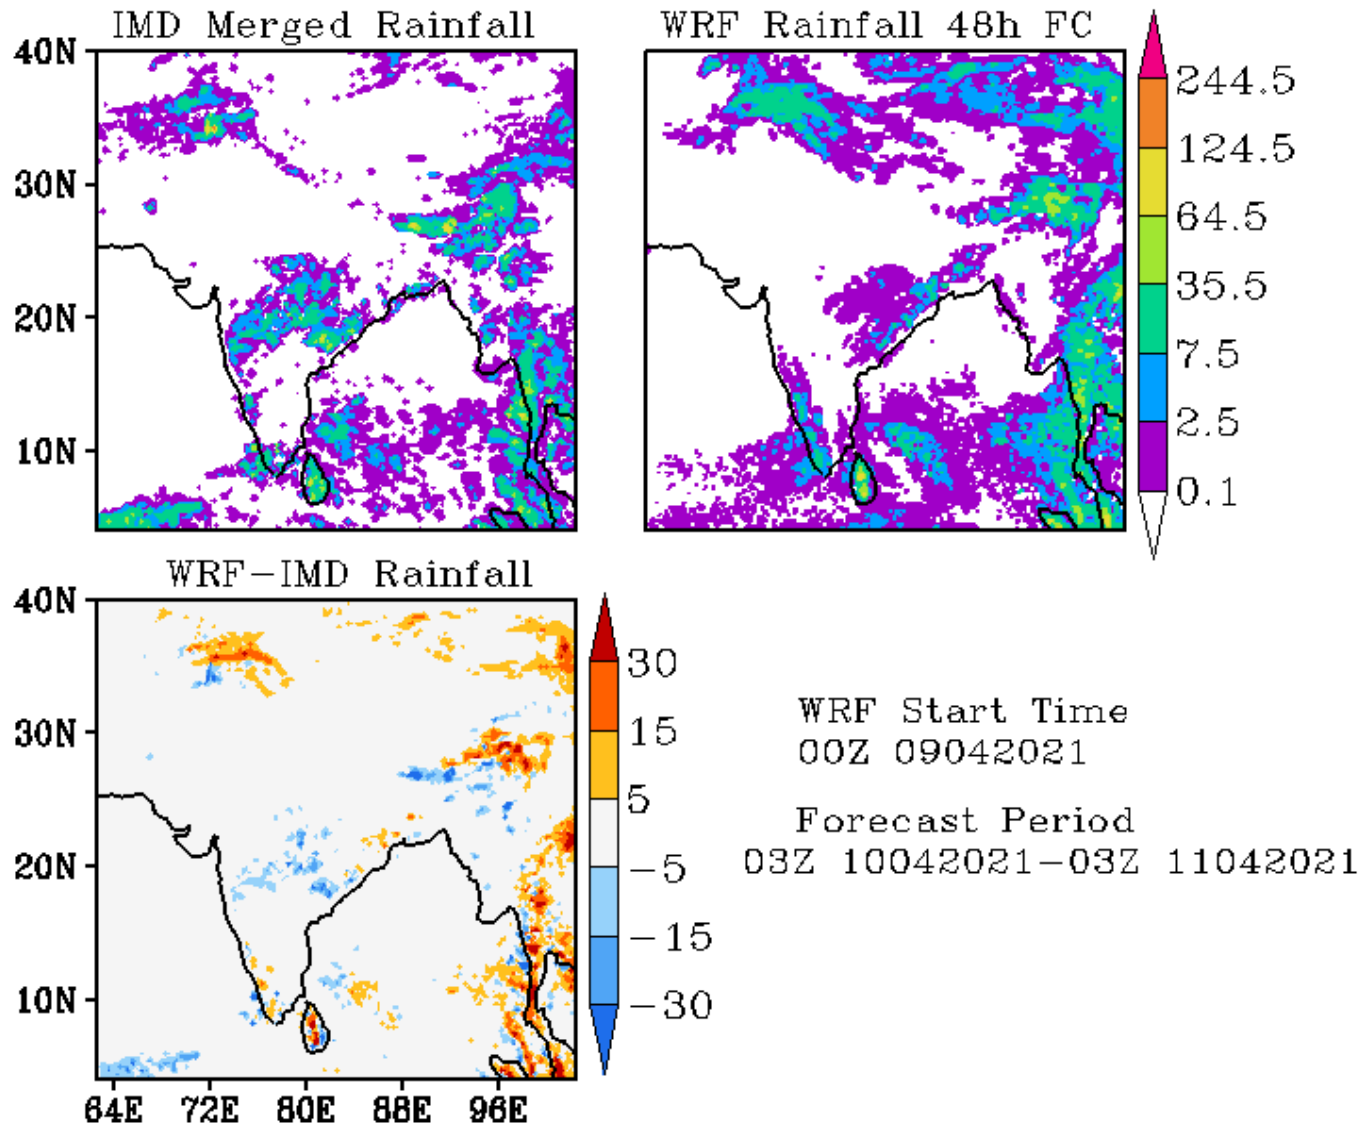 IMD Merged Rainfall
WRF Rainfall 48h FC
40N
30N
20N
10N
244.5
124.5
64.5
35.5
7.5
2.5
0.1
WRF-IMD Rainfall
40N
30N
20N
10N
64E 72E 80E 88E 96E
30
15
5
-5
-15
-30
WRF Start Time
00Z 09042021
Forecast Period
03Z 10042021-03Z 11042021